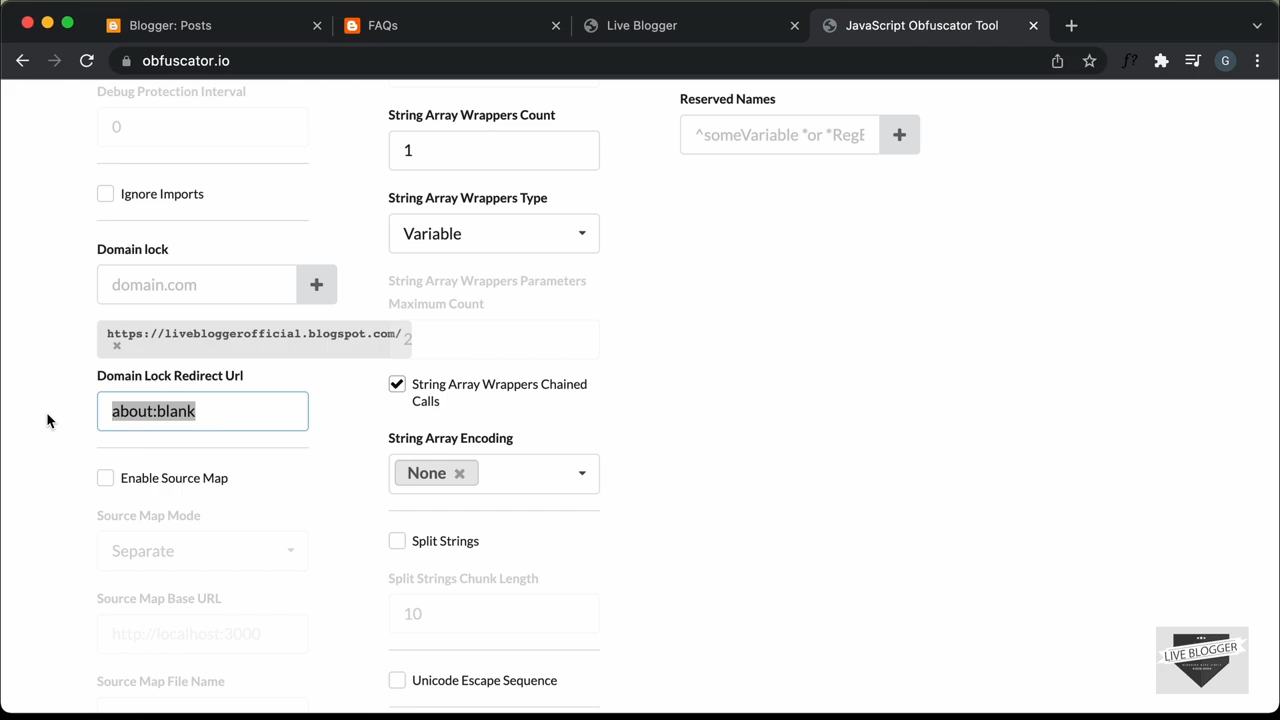 Blogger: Posts
FAQs
Live Blogger
JavaScript Obfuscator Tool
obfuscator.io
f?
G
Debug Protection Interval
0
Ignore Imports
Domain lock
domain.com
https://livebloggerofficial.blogspot.com/
Domain Lock Redirect Url
about:blank
Enable Source Map
Source Map Mode
Separate
Source Map Base URL
http://localhost:3000
Source Map File Name
String Array Wrappers Count
1
String Array Wrappers Type
Variable
String Array Wrappers Parameters
Maximum Count
2
String Array Wrappers Chained
Calls
String Array Encoding
None
Split Strings
Split Strings Chunk Length
10
Unicode Escape Sequence
Reserved Names
^someVariable *or *RegE
LIVE BLOGGER